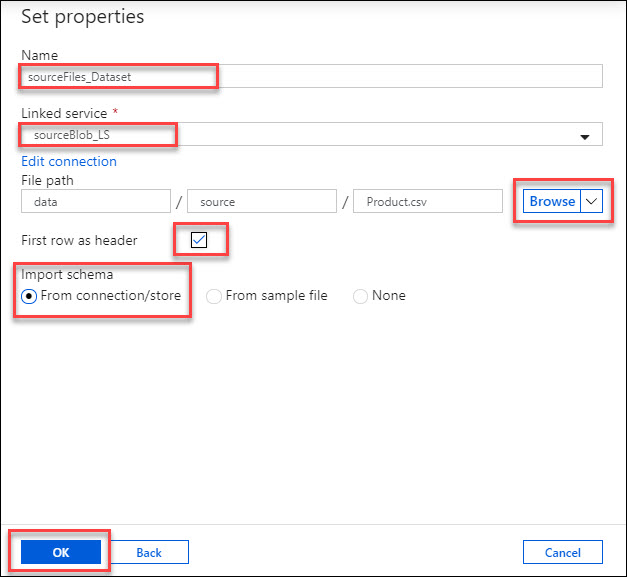 Set properties
Name
sourceFiles_Dataset
Linked service *
sourceBlob_LS
Edit connection
File path
data / source / Product.csv Browse
First row as header
Import schema
From connection/store From sample file None
OK Back Cancel